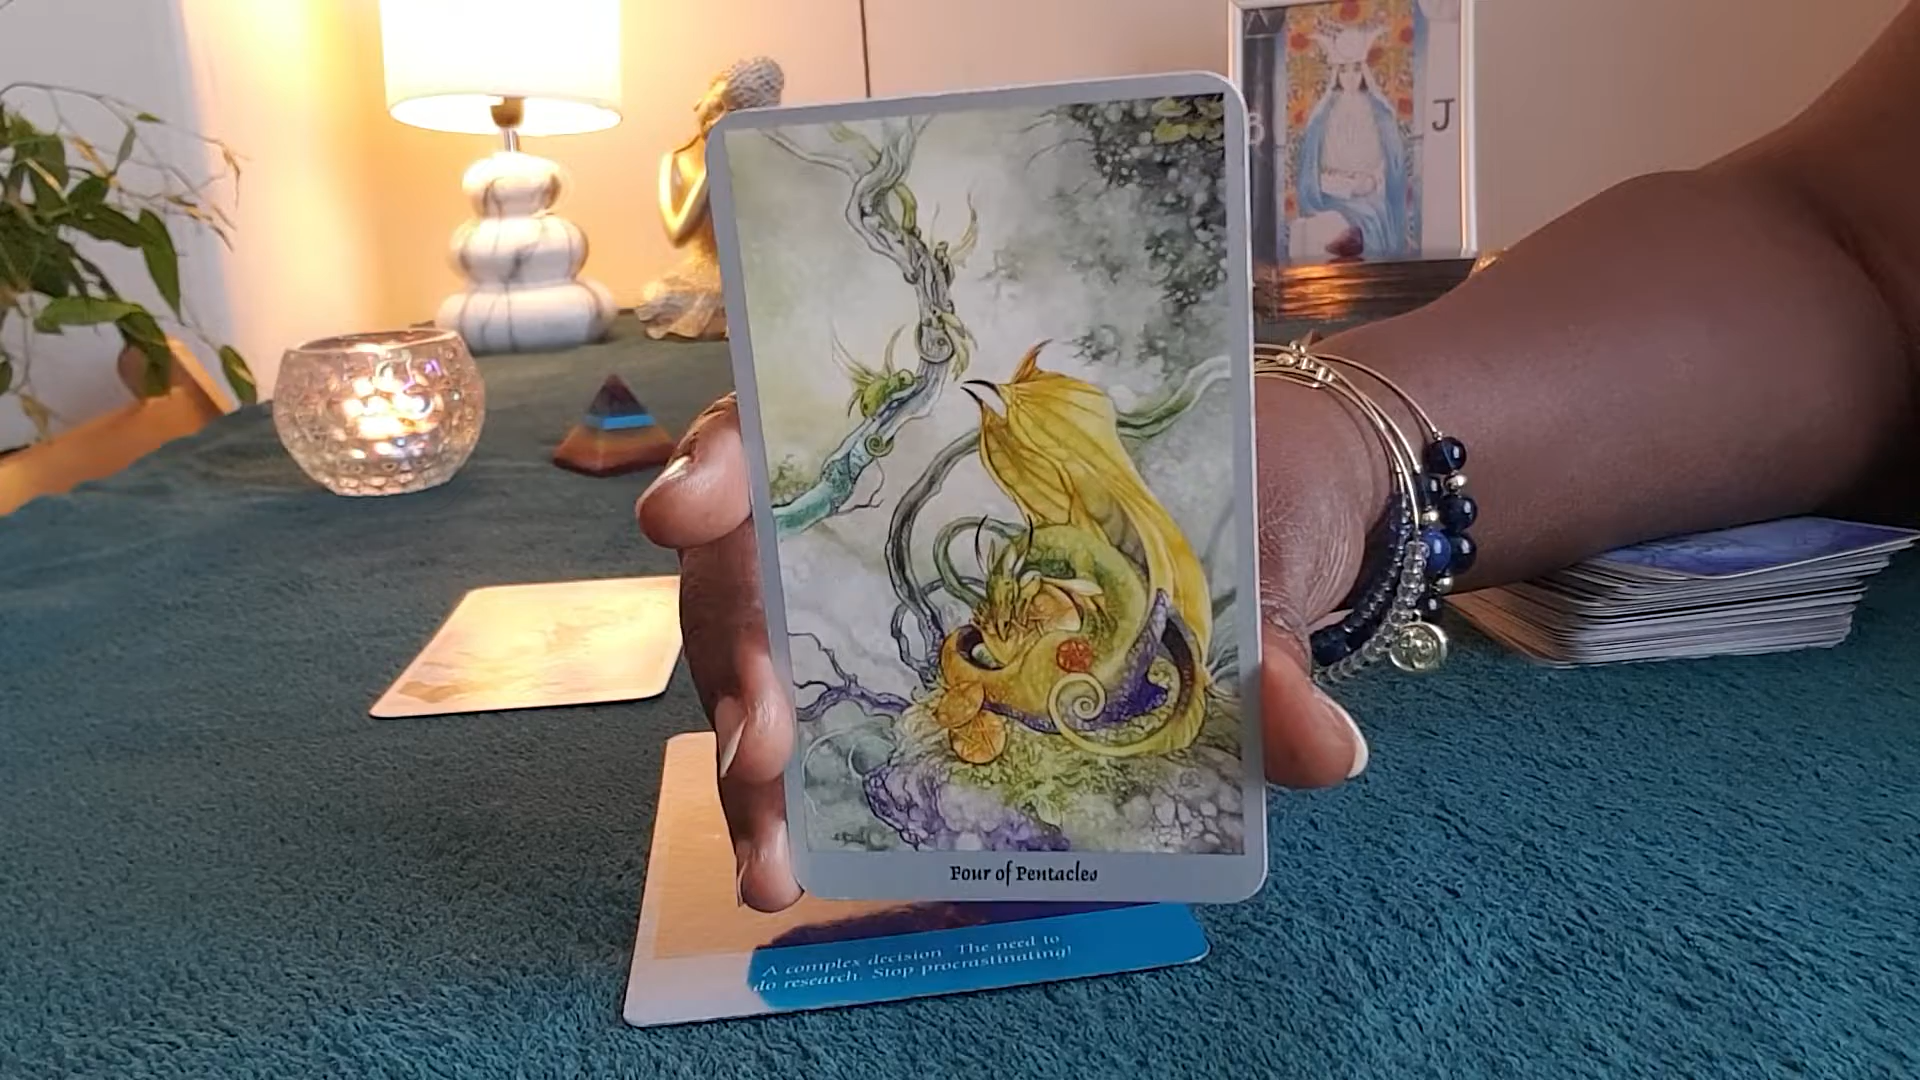 J
Four of Pentacles
A complex decision. The need to
do research. Stop procrastinating!